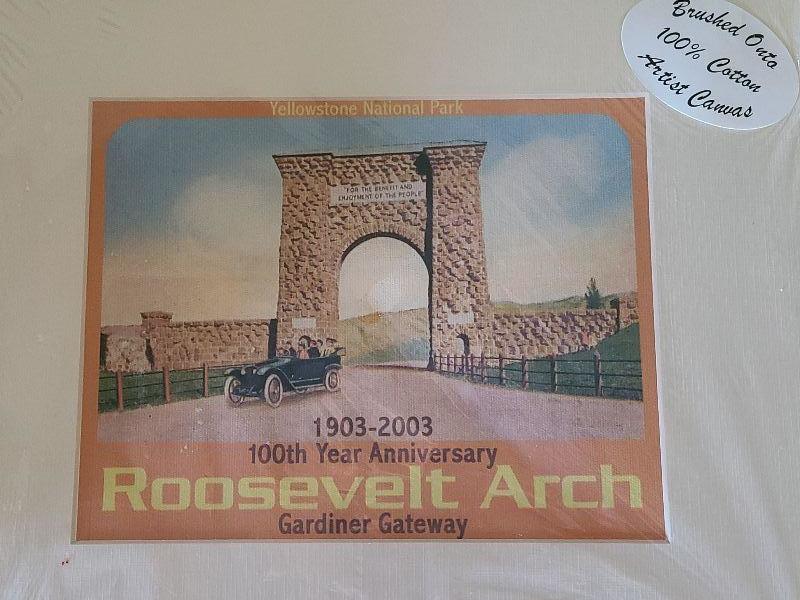 Brushed Onto
100% Cotton
Artist Canvas
Yellowstone National Park
"FOR THE BENEFIT AND
ENJOYMENT OF THE PEOPLE"
1903-2003
100th Year Anniversary
Roosevelt Arch
Gardiner Gateway